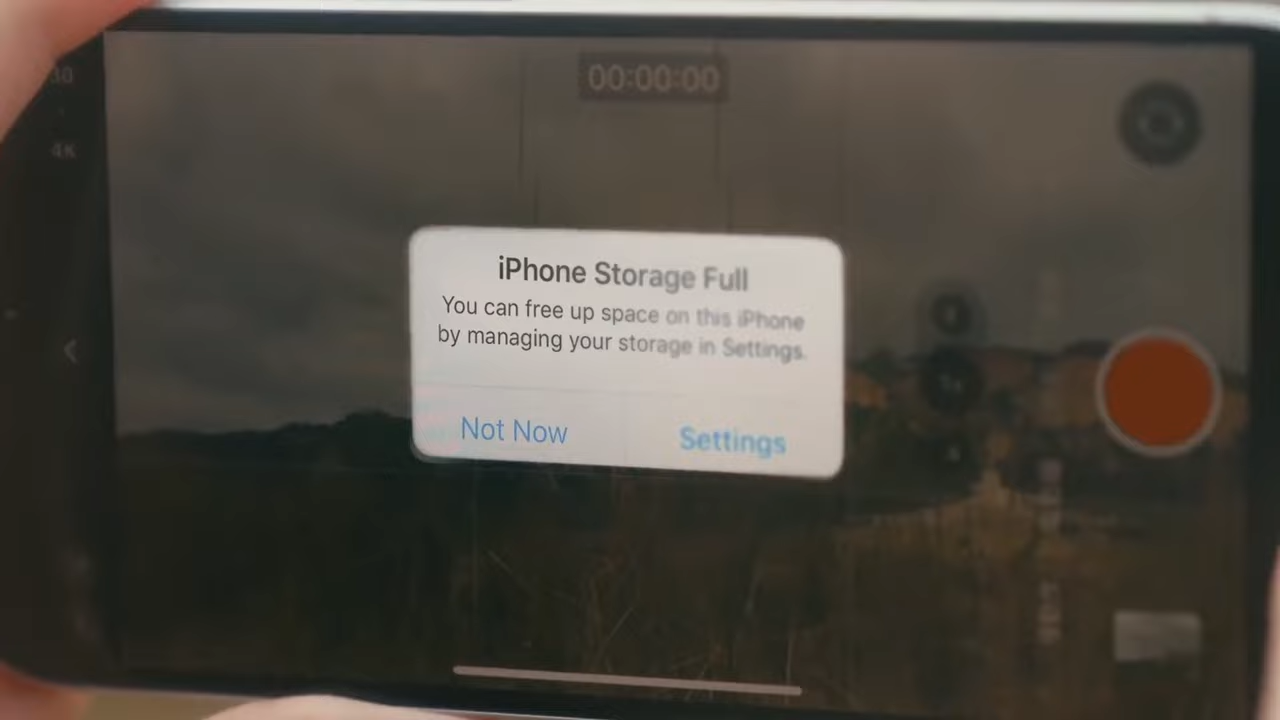 00:00:00
4K
iPhone Storage Full
You can free up space on this iPhone
by managing your storage in Settings.
Not Now
Settings